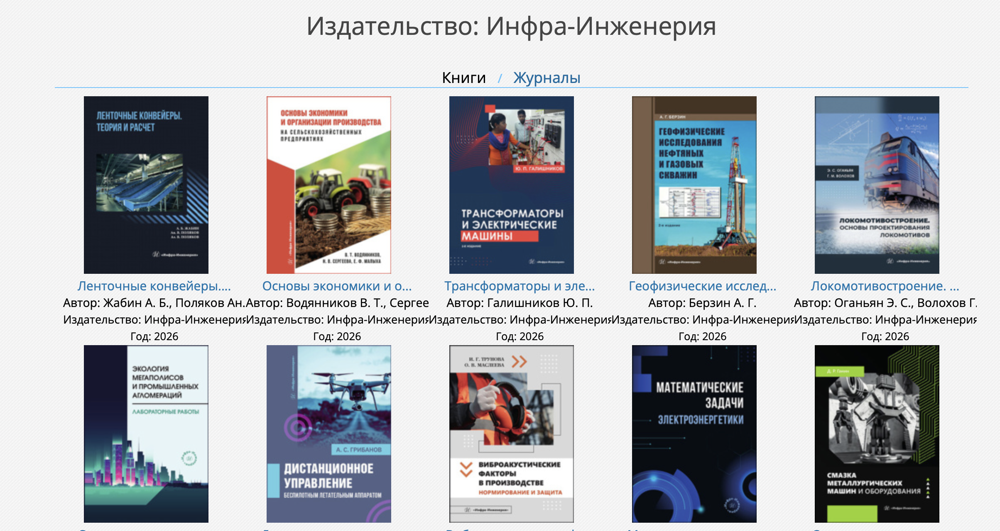 Издательство: Инфра-Инженерия
Книги / Журналы
ЛЕНТОЧНЫЕ КОНВЕЙЕРЫ.
ТЕОРИЯ И РАСЧЕТ
А. Б. ЖАБИН
Ан. В. ПОЛЯКОВ
Ал. В. ПОЛЯКОВ
«Инфра-Инженерия»
ОСНОВЫ ЭКОНОМИКИ
И ОРГАНИЗАЦИИ ПРОИЗВОДСТВА
НА СЕЛЬСКОХОЗЯЙСТВЕННЫХ
ПРЕДПРИЯТИЯХ
«Инфра-Инженерия»
В. Т. ВОДЯННИКОВ,
Н. В. СЕРГЕЕВА, Е. Ф. МАЛЫХА
Ю. П. ГАЛИШНИКОВ
ТРАНСФОРМАТОРЫ
И ЭЛЕКТРИЧЕСКИЕ
МАШИНЫ
2-Е ИЗДАНИЕ
«Инфра-Инженерия»
А. Г. БЕРЗИН
ГЕОФИЗИЧЕСКИЕ
ИССЛЕДОВАНИЯ
НЕФТЯНЫХ
И ГАЗОВЫХ
СКВАЖИН
2-е издание
«Инфра-Инженерия»
Э. С. ОГАНЬЯН
Г. М. ВОЛОХОВ
ЛОКОМОТИВОСТРОЕНИЕ.
ОСНОВЫ ПРОЕКТИРОВАНИЯ
ЛОКОМОТИВОВ
«Инфра-Инженерия»
Ленточные конвейеры....
Автор: Жабин А. Б., Поляков Ан.
Издательство: Инфра-Инженерия
Год: 2026
Основы экономики и о...
Автор: Водянников В. Т., Сергее
Издательство: Инфра-Инженерия
Год: 2026
Трансформаторы и эле...
Автор: Галишников Ю. П.
Издательство: Инфра-Инженерия
Год: 2026
Геофизические исслед...
Автор: Берзин А. Г.
Издательство: Инфра-Инженерия
Год: 2026
Локомотивостроение. ...
Автор: Оганьян Э. С., Волохов Г.
Издательство: Инфра-Инженерия
Год: 2026
ЭКОЛОГИЯ
МЕГАПОЛИСОВ
И ПРОМЫШЛЕННЫХ
АГЛОМЕРАЦИЙ
ЛАБОРАТОРНЫЕ РАБОТЫ
«Инфра-Инженерия»
А. С. ГРИБАНОВ
ДИСТАНЦИОННОЕ
УПРАВЛЕНИЕ
БЕСПИЛОТНЫМ ЛЕТАТЕЛЬНЫМ АППАРАТОМ
И. Г. ТРУНОВА
О. В. МАСЛЕЕВА
ВИБРОАКУСТИЧЕСКИЕ
ФАКТОРЫ
В ПРОИЗВОДСТВЕ
НОРМИРОВАНИЕ И ЗАЩИТА
«Инфра-Инженерия»
МАТЕМАТИЧЕСКИЕ
ЗАДАЧИ
ЭЛЕКТРОЭНЕРГЕТИКИ
Д. Р.
СМАЗКА
МЕТАЛЛУРГИЧЕСКИХ
МАШИН И ОБОРУДОВАНИЯ
«Инфра-Инженерия»